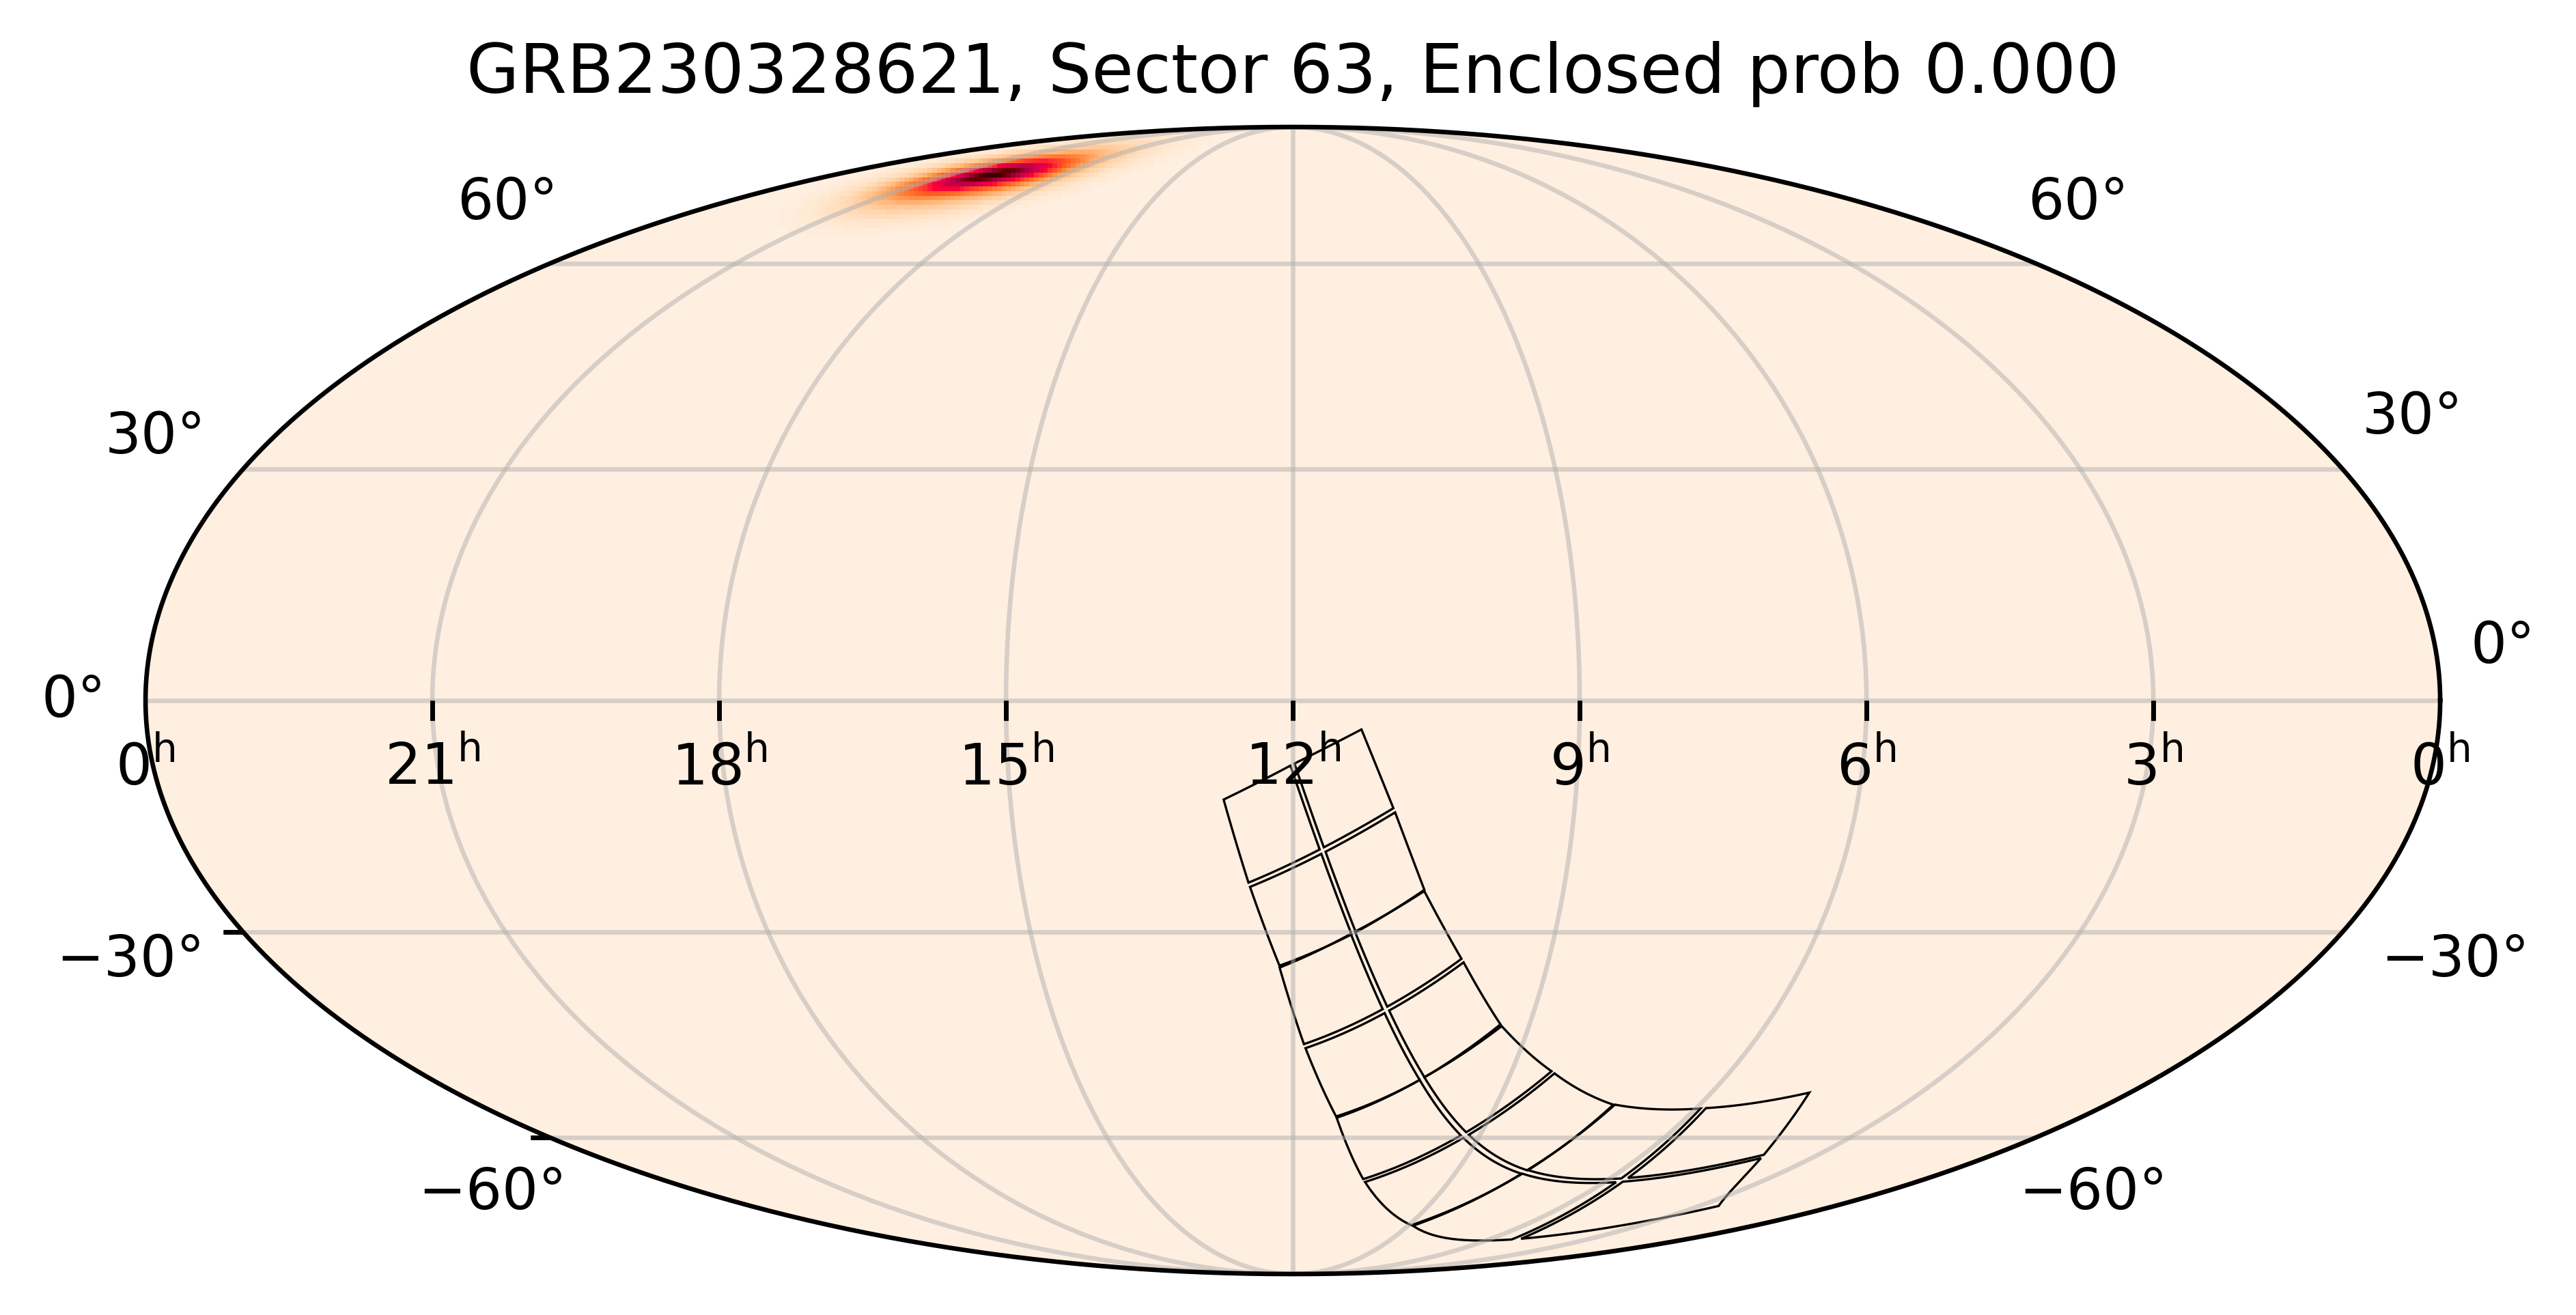 GRB230328621, Sector 63, Enclosed prob 0.000
60° 60°
30° 30°
0° 0°
0ʰ 21ʰ 18ʰ 15ʰ 12ʰ 9ʰ 6ʰ 3ʰ 0ʰ
−30° −30°
−60° −60°